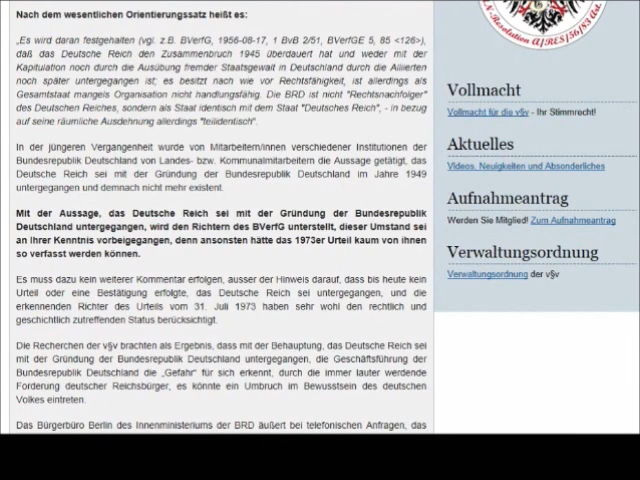 Nach dem wesentlichen Orientierungssatz heißt es:
„Es wird daran festgehalten (vgl. z.B. BVerfG, 1956-08-17, 1 BvB 2/51, BVerfGE 5, 85 <126>),
daß das Deutsche Reich den Zusammenbruch 1945 überdauert hat und weder mit der
Kapitulation noch durch die Ausübung fremder Staatsgewalt in Deutschland durch die Alliierten
noch später untergegangen ist; es besitzt nach wie vor Rechtsfähigkeit, ist allerdings als
Gesamtstaat mangels Organisation nicht handlungsfähig. Die BRD ist nicht "Rechtsnachfolger"
des Deutschen Reiches, sondern als Staat identisch mit dem Staat "Deutsches Reich", - in bezug
auf seine räumliche Ausdehnung allerdings "teilidentisch".
In der jüngeren Vergangenheit wurde von Mitarbeitern/innen verschiedener Institutionen der
Bundesrepublik Deutschland von Landes- bzw. Kommunalmitarbeitern die Aussage getätigt, das
Deutsche Reich sei mit der Gründung der Bundesrepublik Deutschland im Jahre 1949
untergegangen und demnach nicht mehr existent.
Mit der Aussage, das Deutsche Reich sei mit der Gründung der Bundesrepublik
Deutschland untergegangen, wird den Richtern des BVerfG unterstellt, dieser Umstand sei
an Ihrer Kenntnis vorbeigegangen, denn ansonsten hätte das 1973er Urteil kaum von ihnen
so verfasst werden können.
Es muss dazu kein weiterer Kommentar erfolgen, ausser der Hinweis darauf, dass bis heute kein
Urteil oder eine Bestätigung erfolgte, das Deutsche Reich sei untergegangen, und die
erkennenden Richter des Urteils vom 31. Juli 1973 haben sehr wohl den rechtlich und
geschichtlich zutreffenden Status berücksichtigt.
Die Recherchen der v§v brachten als Ergebnis, dass mit der Behauptung, das Deutsche Reich sei
mit der Gründung der Bundesrepublik Deutschland untergegangen, die Geschäftsführung der
Bundesrepublik Deutschland die „Gefahr“ für sich erkennt, durch die immer lauter werdende
Forderung deutscher Reichsbürger, es könnte ein Umbruch im Bewusstsein des deutschen
Volkes eintreten.
Das Bürgerbüro Berlin des Innenministeriums der BRD äußert bei telefonischen Anfragen, das
N-Resolution A/RES/56/83 Art.
Vollmacht
Vollmacht für die v§v - Ihr Stimmrecht!
Aktuelles
Videos, Neuigkeiten und Absonderliches
Aufnahmeantrag
Werden Sie Mitglied! Zum Aufnahmeantrag
Verwaltungsordnung
Verwaltungsordnung der v§v